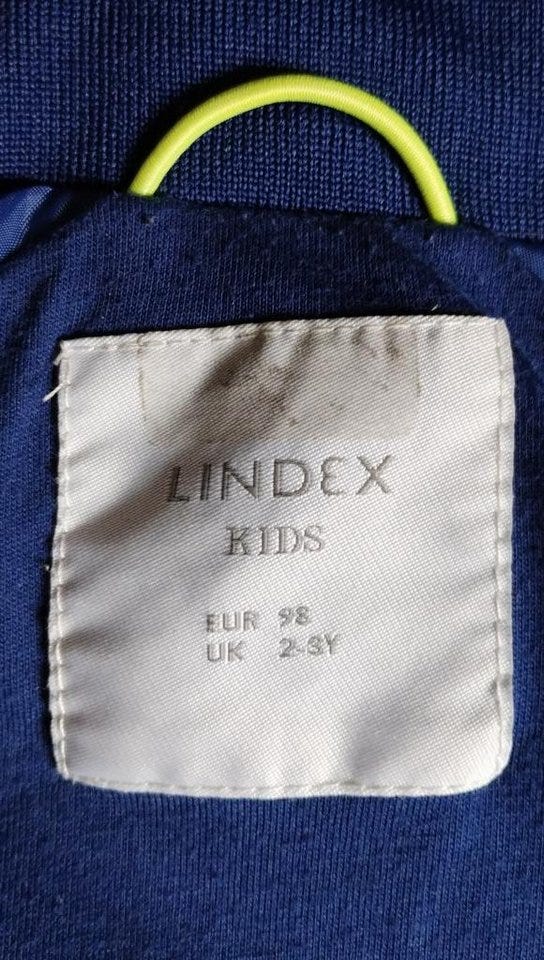 LINDEX
KIDS
EUR 98
UK 2-3Y